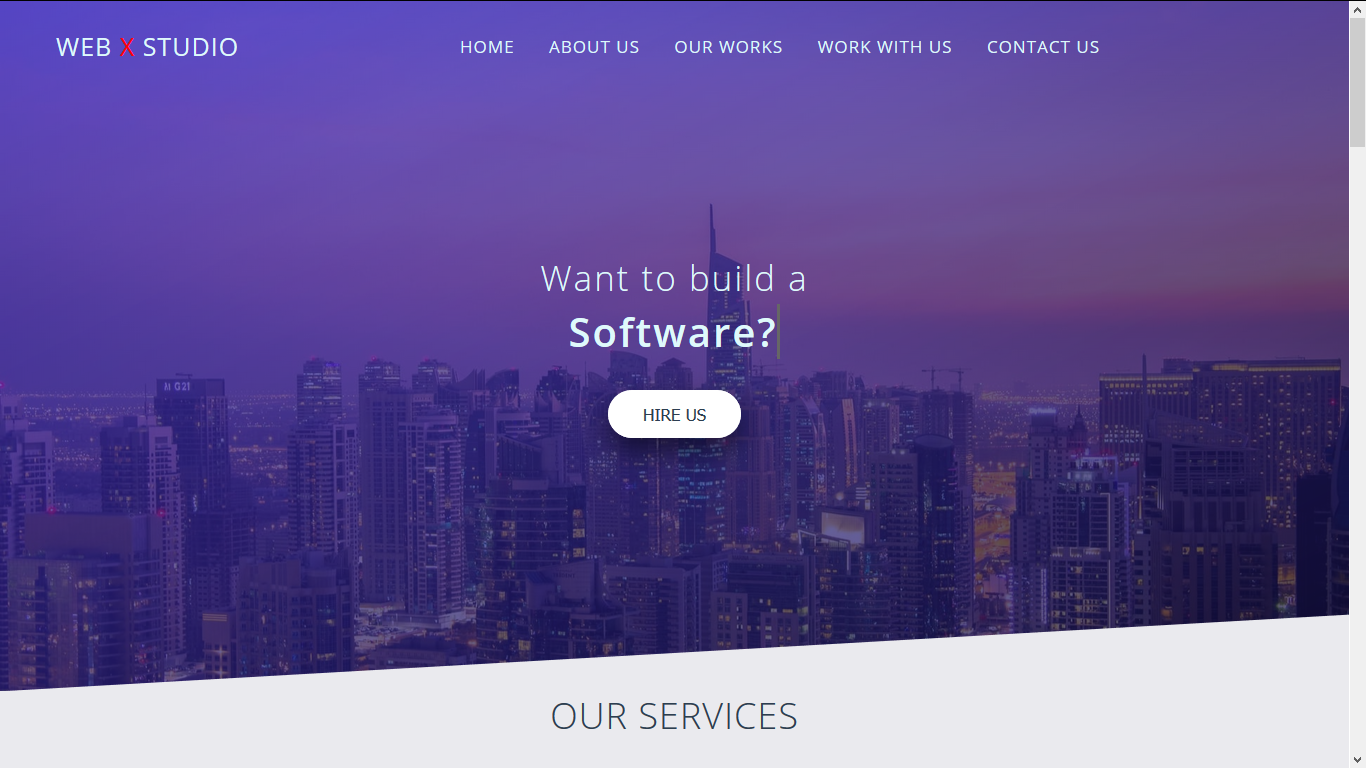 WEB X STUDIO
HOME ABOUT US OUR WORKS WORK WITH US CONTACT US
Want to build a
Software?
HIRE US
OUR SERVICES